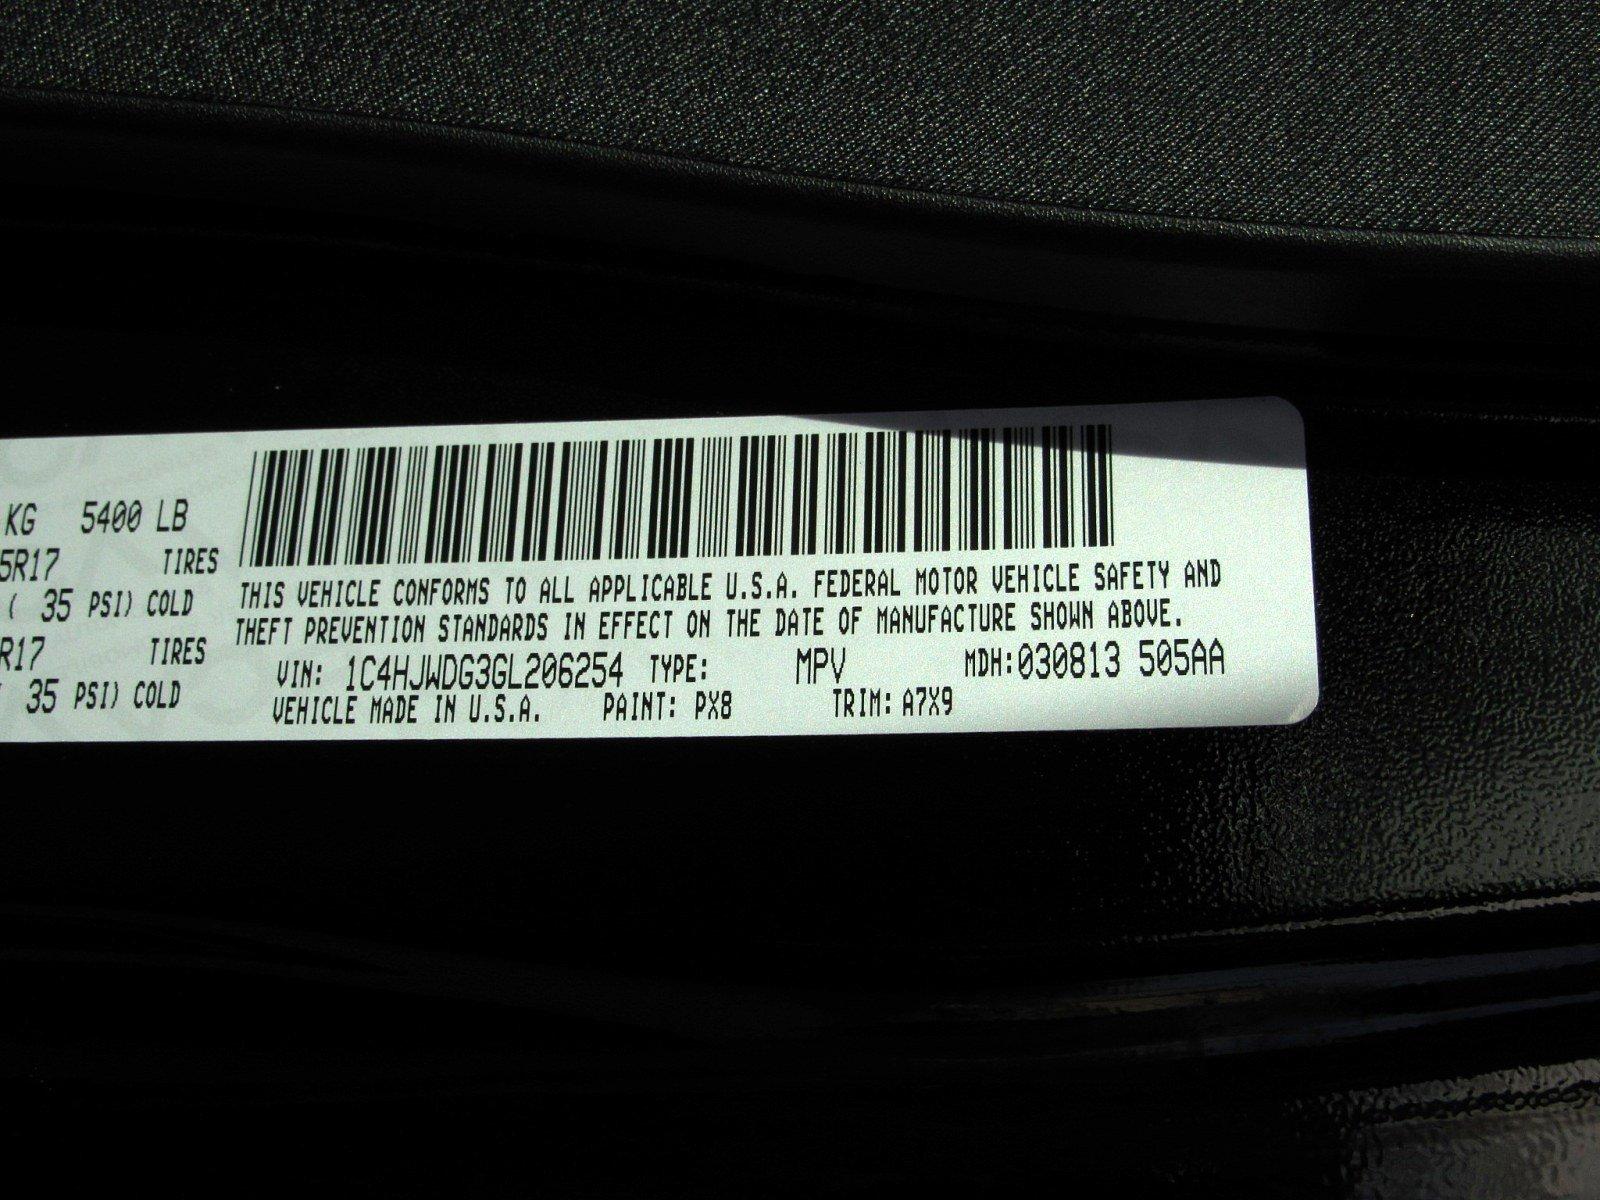 KG 5400 LB
5R17 TIRES
( 35 PSI) COLD
R17 TIRES
35 PSI) COLD
THIS VEHICLE CONFORMS TO ALL APPLICABLE U.S.A. FEDERAL MOTOR VEHICLE SAFETY AND
THEFT PREVENTION STANDARDS IN EFFECT ON THE DATE OF MANUFACTURE SHOWN ABOVE.
VIN: 1C4HJWDG3GL206254 TYPE: MPV MDH:030813 505AA
VEHICLE MADE IN U.S.A. PAINT: PX8 TRIM: A7X9